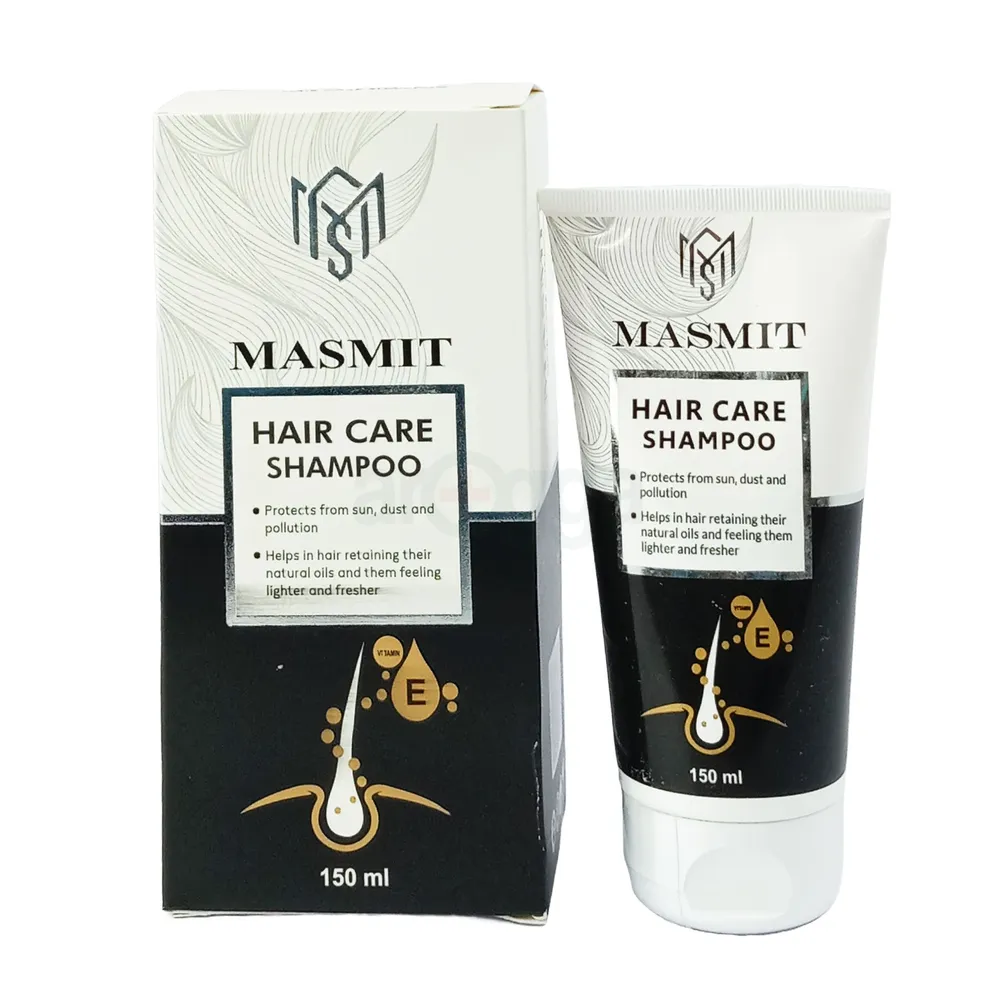 MASMIT
HAIR CARE
SHAMPOO
• Protects from sun, dust and
pollution
• Helps in hair retaining their
natural oils and them feeling
lighter and fresher
VITAMIN
E
150 ml
MASMIT
HAIR CARE
SHAMPOO
• Protects from sun, dust and
pollution
• Helps in hair retaining their
natural oils and feeling them
lighter and fresher
VITAMIN
E
150 ml